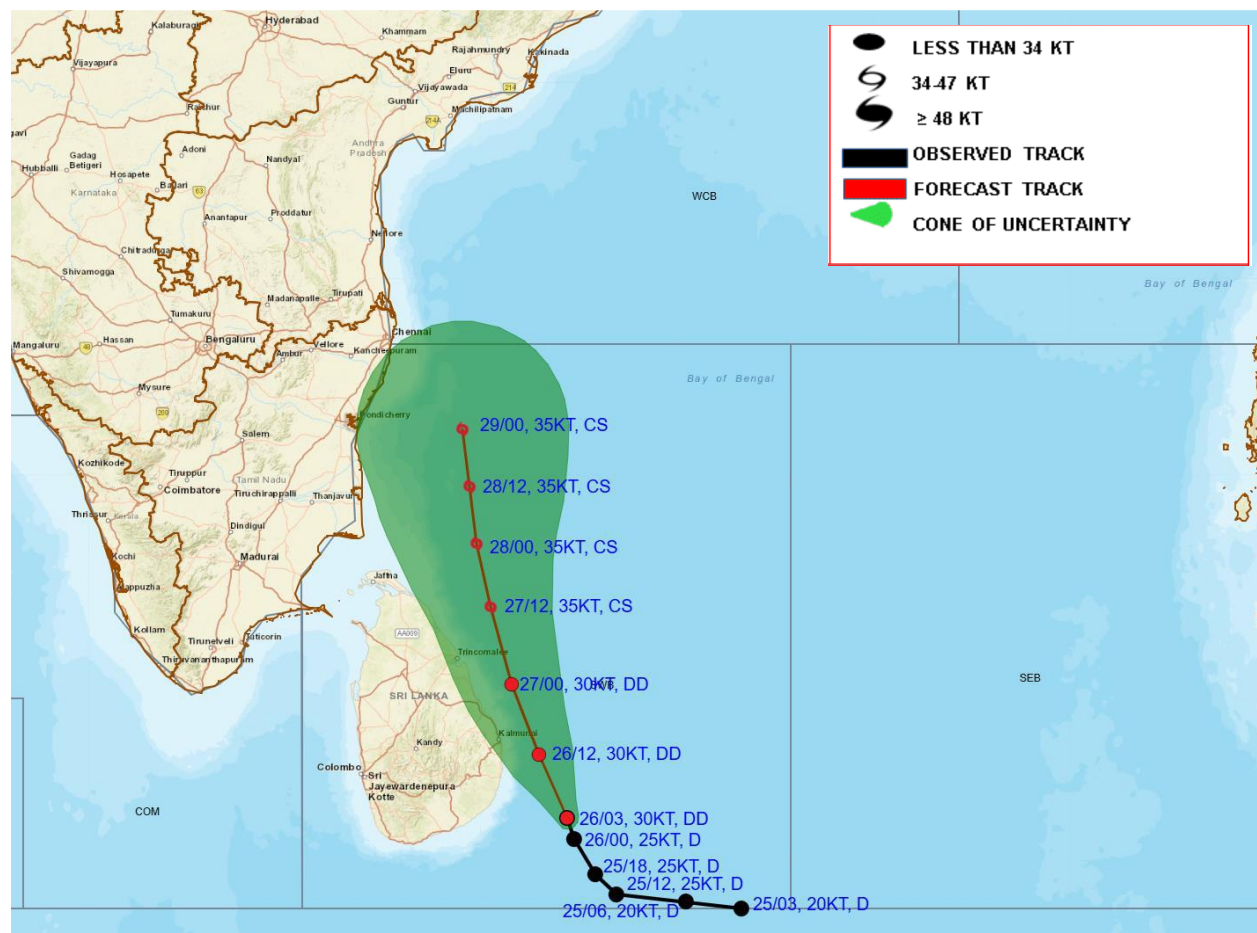 Kalaburagi
Hyderabad
Khammam
Rajahmundry
Kakinada
Vijayapura
Eluru
214
Vijayawada
Guntur
Machilipatnam
214A
Raichur
Andhra
Pradesh
Adoni
Gadag
Betigeri
Hubballi
Hosapete
Ballari
Nandyal
Karnataka
63
Anantapur
Proddatur
Chitradurga
Nellore
Shivamogga
Madanapalle
Tirupati
Tumakuru
Chennai
Mangaluru
48
Hassan
Bengaluru
Vellore
Ambur
Kancheepuram
Mysure
209
Pondicherry
Salem
Kozhikode
Tiruppur
Coimbatore
Tamil Nadu
Tiruchirappalli
Thanjavur
Thrissur
Kerala
Dindigul
Kochi
Madurai
Jaffna
Kollam
Tirunelveli
Tuticorin
Thiruvananthapuram
AA000
Trincomalee
SRI LANKA
Kalmunai
Kandy
Colombo
Sri
Jayewardenepura
Kotte
COM
WCB
SEB
Bay of Bengal
Bay of Bengal
LESS THAN 34 KT
34-47 KT
≥ 48 KT
OBSERVED TRACK
FORECAST TRACK
CONE OF UNCERTAINTY
29/00, 35KT, CS
28/12, 35KT, CS
28/00, 35KT, CS
27/12, 35KT, CS
27/00, 30KT, DD
26/12, 30KT, DD
26/03, 30KT, DD
26/00, 25KT, D
25/18, 25KT, D
25/12, 25KT, D
25/06, 20KT, D
25/03, 20KT, D